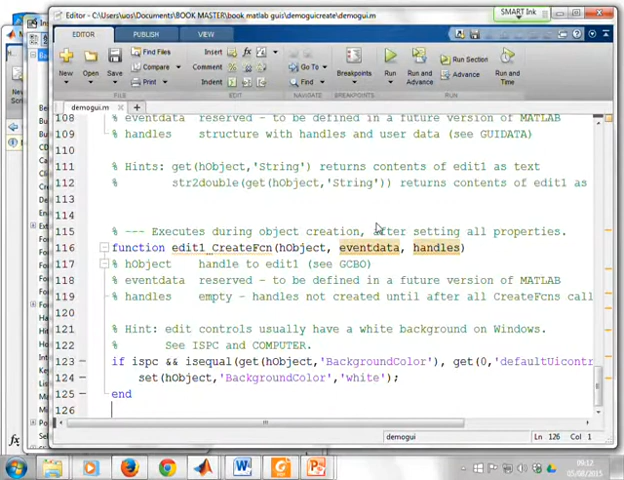 Editor - C:\Users\uos\Documents\BOOK MASTER\book matlab guis\demoguicreate\demogui.m
SMART Ink
EDITOR PUBLISH VIEW
New Open Save Find Files Compare Print
Insert Comment Indent
Go To Find
Breakpoints
Run Run and Advance Run Section Advance Run and Time
FILE EDIT NAVIGATE BREAKPOINTS RUN
demogui.m
108 % eventdata reserved - to be defined in a future version of MATLAB
109 % handles structure with handles and user data (see GUIDATA)
110
111 % Hints: get(hObject,'String') returns contents of edit1 as text
112 % str2double(get(hObject,'String')) returns contents of edit1 as
113
114
115 % --- Executes during object creation, after setting all properties.
116 function edit1_CreateFcn(hObject, eventdata, handles)
117 % hObject handle to edit1 (see GCBO)
118 % eventdata reserved - to be defined in a future version of MATLAB
119 % handles empty - handles not created until after all CreateFcns call
120
121 % Hint: edit controls usually have a white background on Windows.
122 % See ISPC and COMPUTER.
123 if ispc && isequal(get(hObject,'BackgroundColor'), get(0,'defaultUicontr
124 set(hObject,'BackgroundColor','white');
125 end
126
demogui Ln 126 Col 1
fx
09:12
05/08/2015